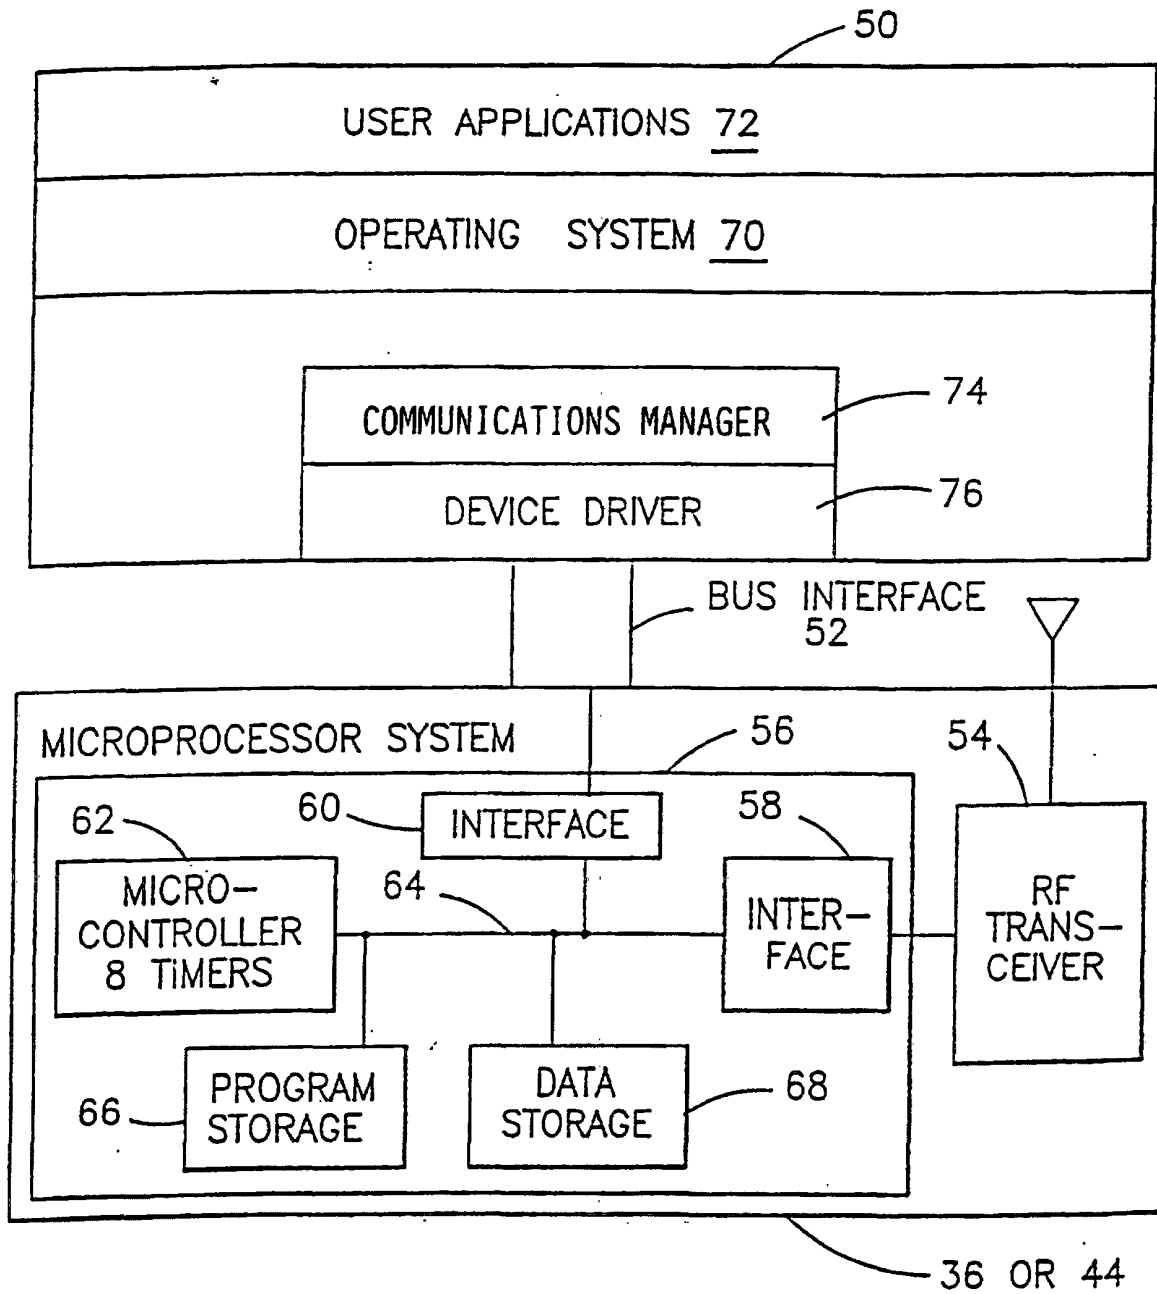 50
USER APPLICATIONS 72
OPERATING SYSTEM 70
COMMUNICATIONS MANAGER
74
DEVICE DRIVER
76
BUS INTERFACE
52
MICROPROCESSOR SYSTEM
56
54
60
INTERFACE
58
62
MICRO-
CONTROLLER
8 TIMERS
64
INTER-
FACE
RF
TRANS-
CEIVER
66
PROGRAM
STORAGE
DATA
STORAGE
68
36 OR 44